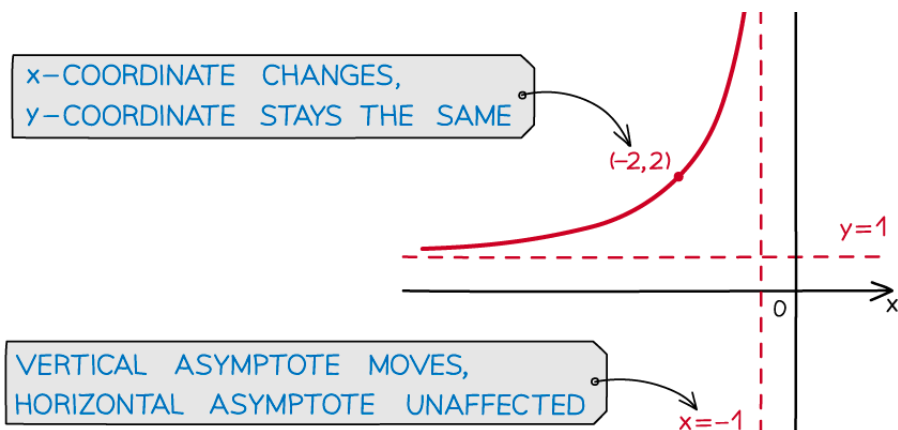 x-COORDINATE CHANGES,
y-COORDINATE STAYS THE SAME
(-2,2)
y=1
0
x
VERTICAL ASYMPTOTE MOVES,
HORIZONTAL ASYMPTOTE UNAFFECTED
x=-1